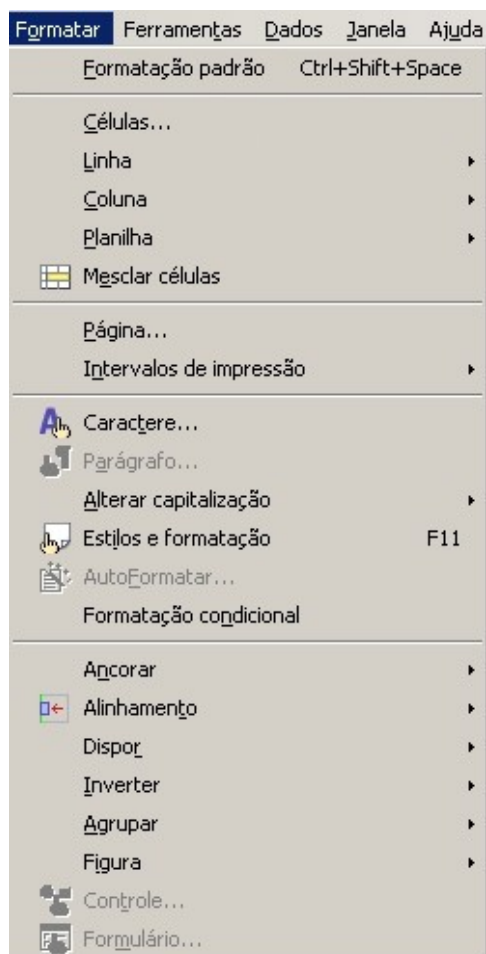 Formatar Ferramentas Dados Janela Ajuda
Formatação padrão Ctrl+Shift+Space
Células...
Linha
Coluna
Planilha
Mesclar células
Página...
Intervalos de impressão
Caractere...
Parágrafo...
Alterar capitalização
Estilos e formatação F11
AutoFormatar...
Formatação condicional
Ancorar
Alinhamento
Dispor
Inverter
Agrupar
Figura
Controle...
Formulário...